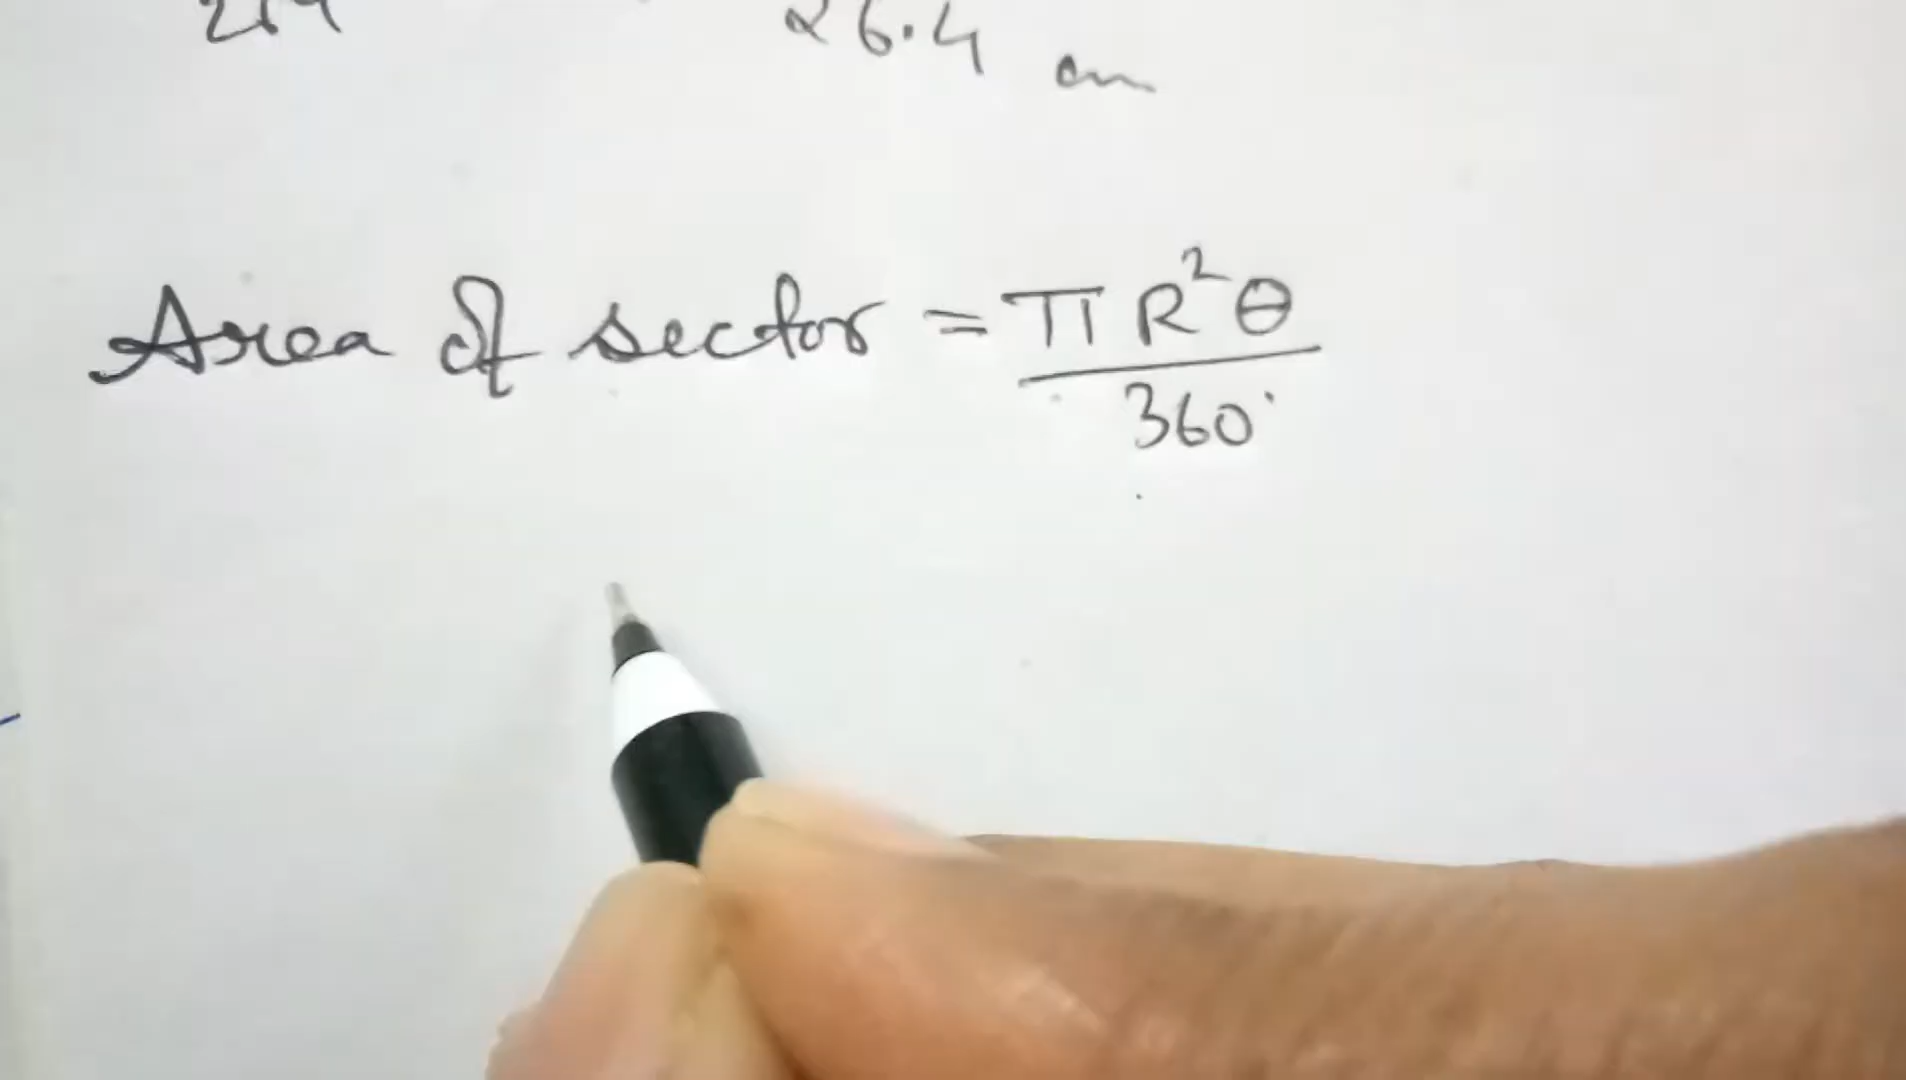 26.4 cm
Area of sector = πR²θ
360°